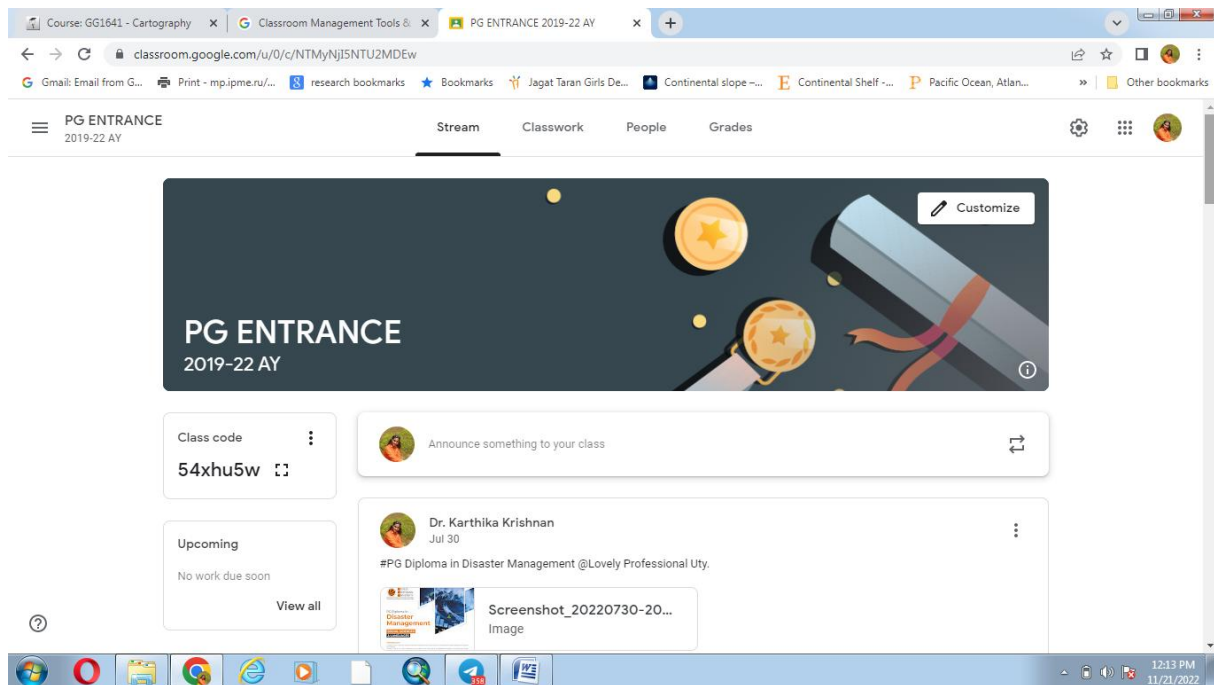 Course: GG1641 - Cartography
Classroom Management Tools &
PG ENTRANCE 2019-22 AY
classroom.google.com/u/0/c/NTMyNjI5NTU2MDEw
Gmail: Email from G...
Print - mp.ipme.ru/...
research bookmarks
Bookmarks
Jagat Taran Girls De...
Continental slope –...
Continental Shelf -...
Pacific Ocean, Atlan...
»
Other bookmarks
PG ENTRANCE
2019-22 AY
Stream
Classwork
People
Grades
Customize
PG ENTRANCE
2019-22 AY
Class code
54xhu5w
Announce something to your class
Upcoming
No work due soon
View all
Dr. Karthika Krishnan
Jul 30
#PG Diploma in Disaster Management @Lovely Professional Uty.
Disaster
Management
Screenshot_20220730-20...
Image
358
12:13 PM
11/21/2022